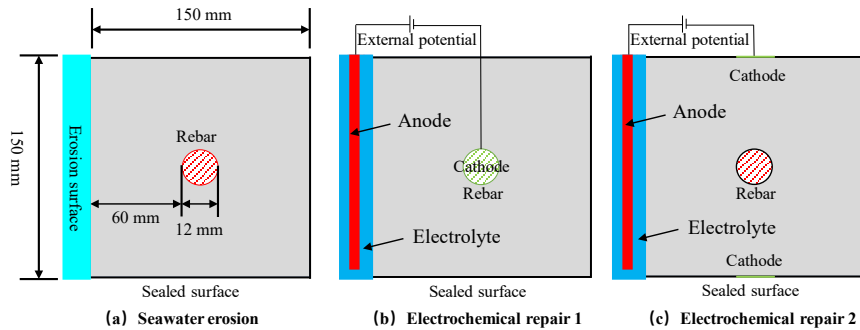 150 mm
150 mm
Erosion surface
Rebar
60 mm
12 mm
Sealed surface
(a) Seawater erosion
External potential
Anode
Cathode
Rebar
Electrolyte
Sealed surface
(b) Electrochemical repair 1
External potential
Cathode
Anode
Rebar
Electrolyte
Cathode
Sealed surface
(c) Electrochemical repair 2